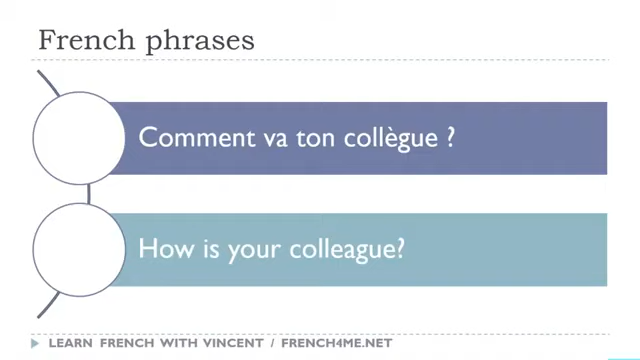 French phrases
Comment va ton collègue ?
How is your colleague?
LEARN FRENCH WITH VINCENT / FRENCH4ME.NET